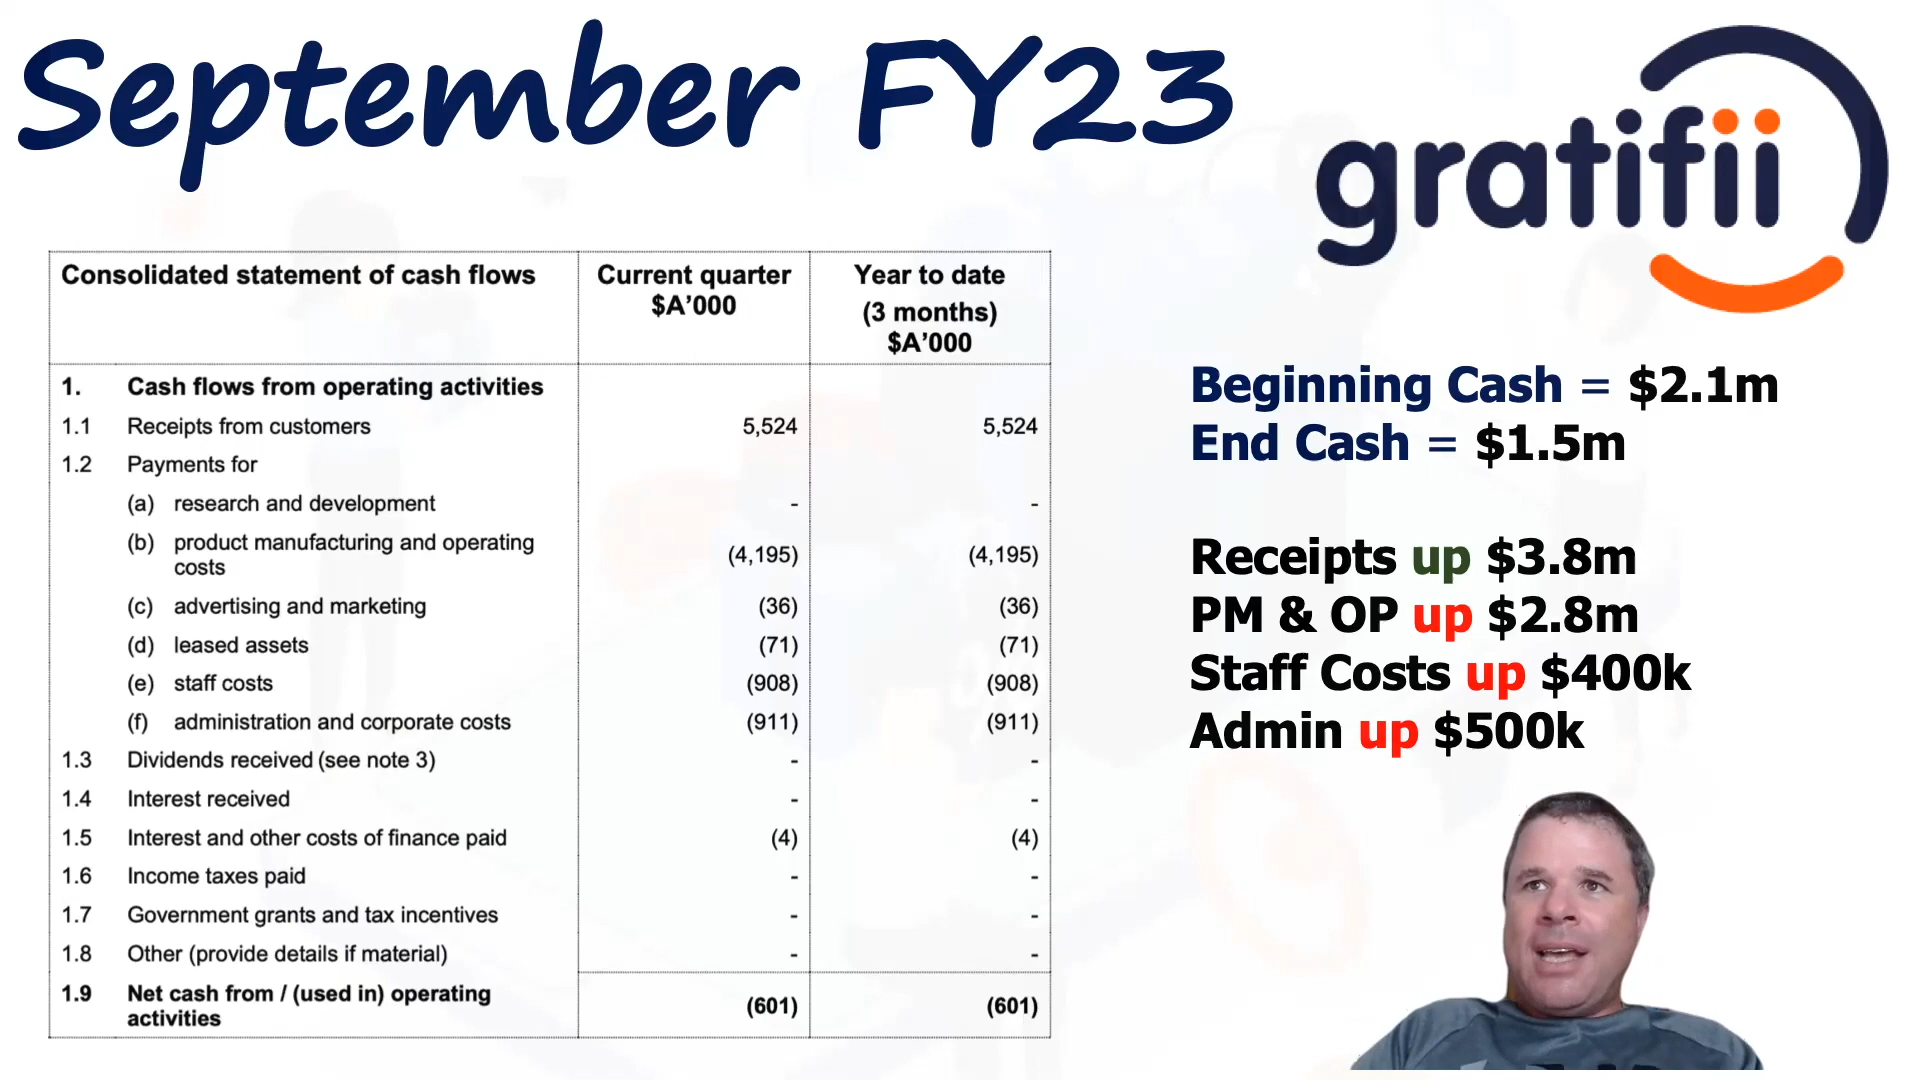 September FY23
gratifii
Consolidated statement of cash flows
Current quarter
$A'000
Year to date
(3 months)
$A'000
1. Cash flows from operating activities
1.1 Receipts from customers 5,524 5,524
1.2 Payments for
(a) research and development - -
(b) product manufacturing and operating
costs (4,195) (4,195)
(c) advertising and marketing (36) (36)
(d) leased assets (71) (71)
(e) staff costs (908) (908)
(f) administration and corporate costs (911) (911)
1.3 Dividends received (see note 3) - -
1.4 Interest received - -
1.5 Interest and other costs of finance paid (4) (4)
1.6 Income taxes paid - -
1.7 Government grants and tax incentives - -
1.8 Other (provide details if material) - -
1.9 Net cash from / (used in) operating
activities (601) (601)
Beginning Cash = $2.1m
End Cash = $1.5m
Receipts up $3.8m
PM & OP up $2.8m
Staff Costs up $400k
Admin up $500k